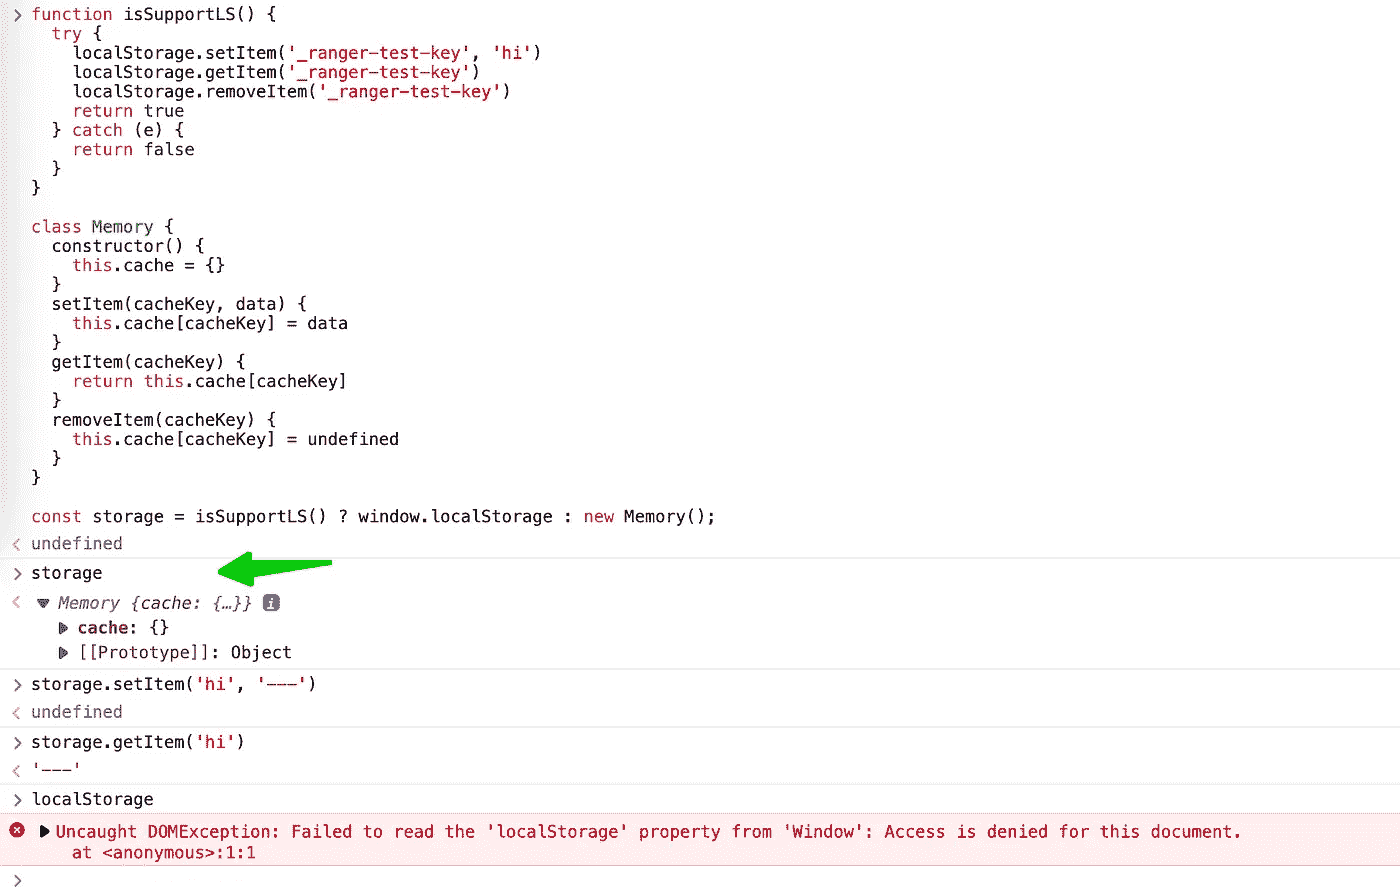 function isSupportLS() {
try {
localStorage.setItem('_ranger-test-key', 'hi')
localStorage.getItem('_ranger-test-key')
localStorage.removeItem('_ranger-test-key')
return true
} catch (e) {
return false
}
}
class Memory {
constructor() {
this.cache = {}
}
setItem(cacheKey, data) {
this.cache[cacheKey] = data
}
getItem(cacheKey) {
return this.cache[cacheKey]
}
removeItem(cacheKey) {
this.cache[cacheKey] = undefined
}
}
const storage = isSupportLS() ? window.localStorage : new Memory();
undefined
storage
Memory {cache: {…}} i
cache: {}
[[Prototype]]: Object
storage.setItem('hi', '---')
undefined
storage.getItem('hi')
'---'
localStorage
Uncaught DOMException: Failed to read the 'localStorage' property from 'Window': Access is denied for this document.
at <anonymous>:1:1